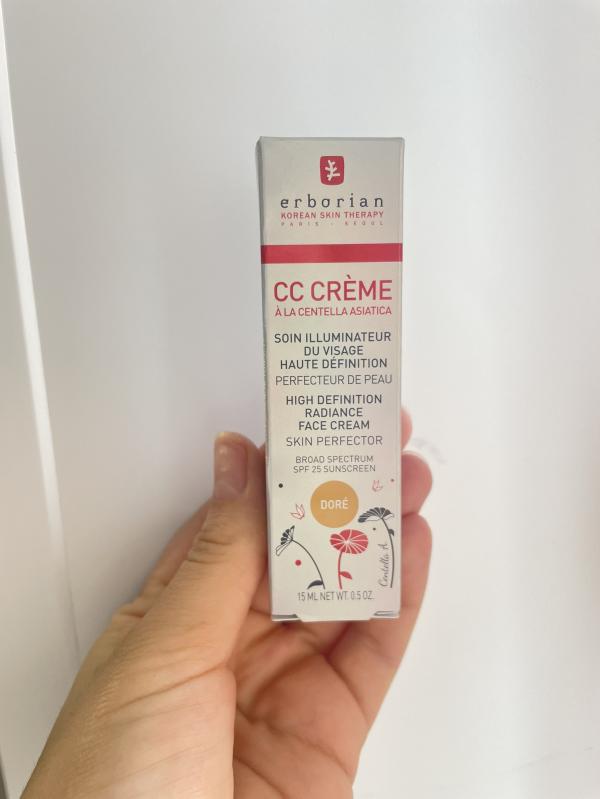 erborian
KOREAN SKIN THERAPY
PARIS - SEOUL
CC CRÈME
À LA CENTELLA ASIATICA
SOIN ILLUMINATEUR
DU VISAGE
HAUTE DÉFINITION
PERFECTEUR DE PEAU
HIGH DEFINITION
RADIANCE
FACE CREAM
SKIN PERFECTOR
BROAD SPECTRUM
SPF 25 SUNSCREEN
DORÉ
Centella A.
15 ML NET WT. 0.5 OZ.